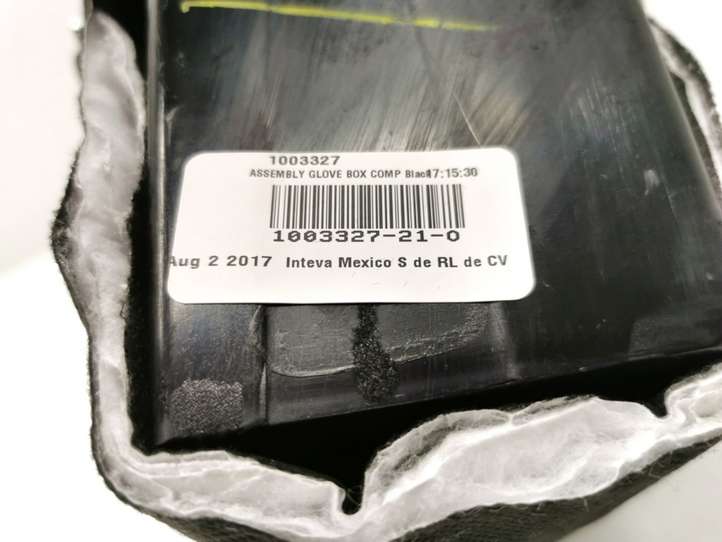 1003327
ASSEMBLY GLOVE BOX COMP Black 17:15:30
1003327-21-0
Aug 2 2017 Inteva Mexico S de RL de CV